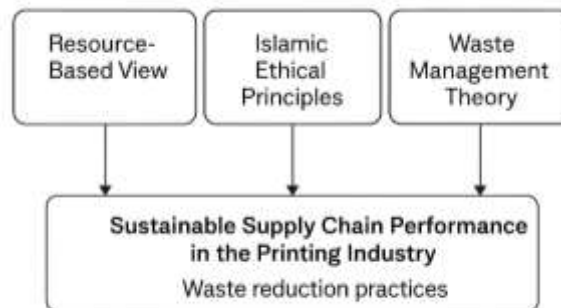 Resource-
Based View
Islamic
Ethical
Principles
Waste
Management
Theory
Sustainable Supply Chain Performance
in the Printing Industry
Waste reduction practices